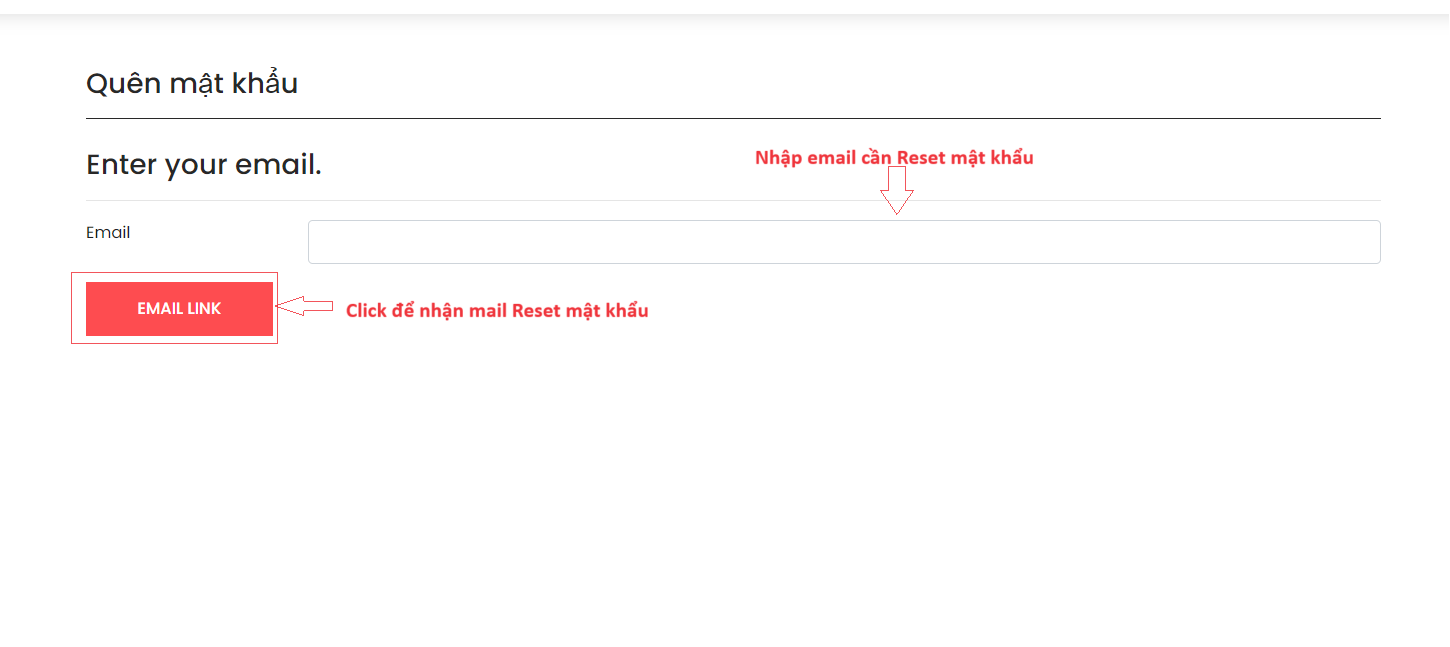 Quên mật khẩu
Enter your email.
Nhập email cần Reset mật khẩu
Email
EMAIL LINK
Click để nhận mail Reset mật khẩu